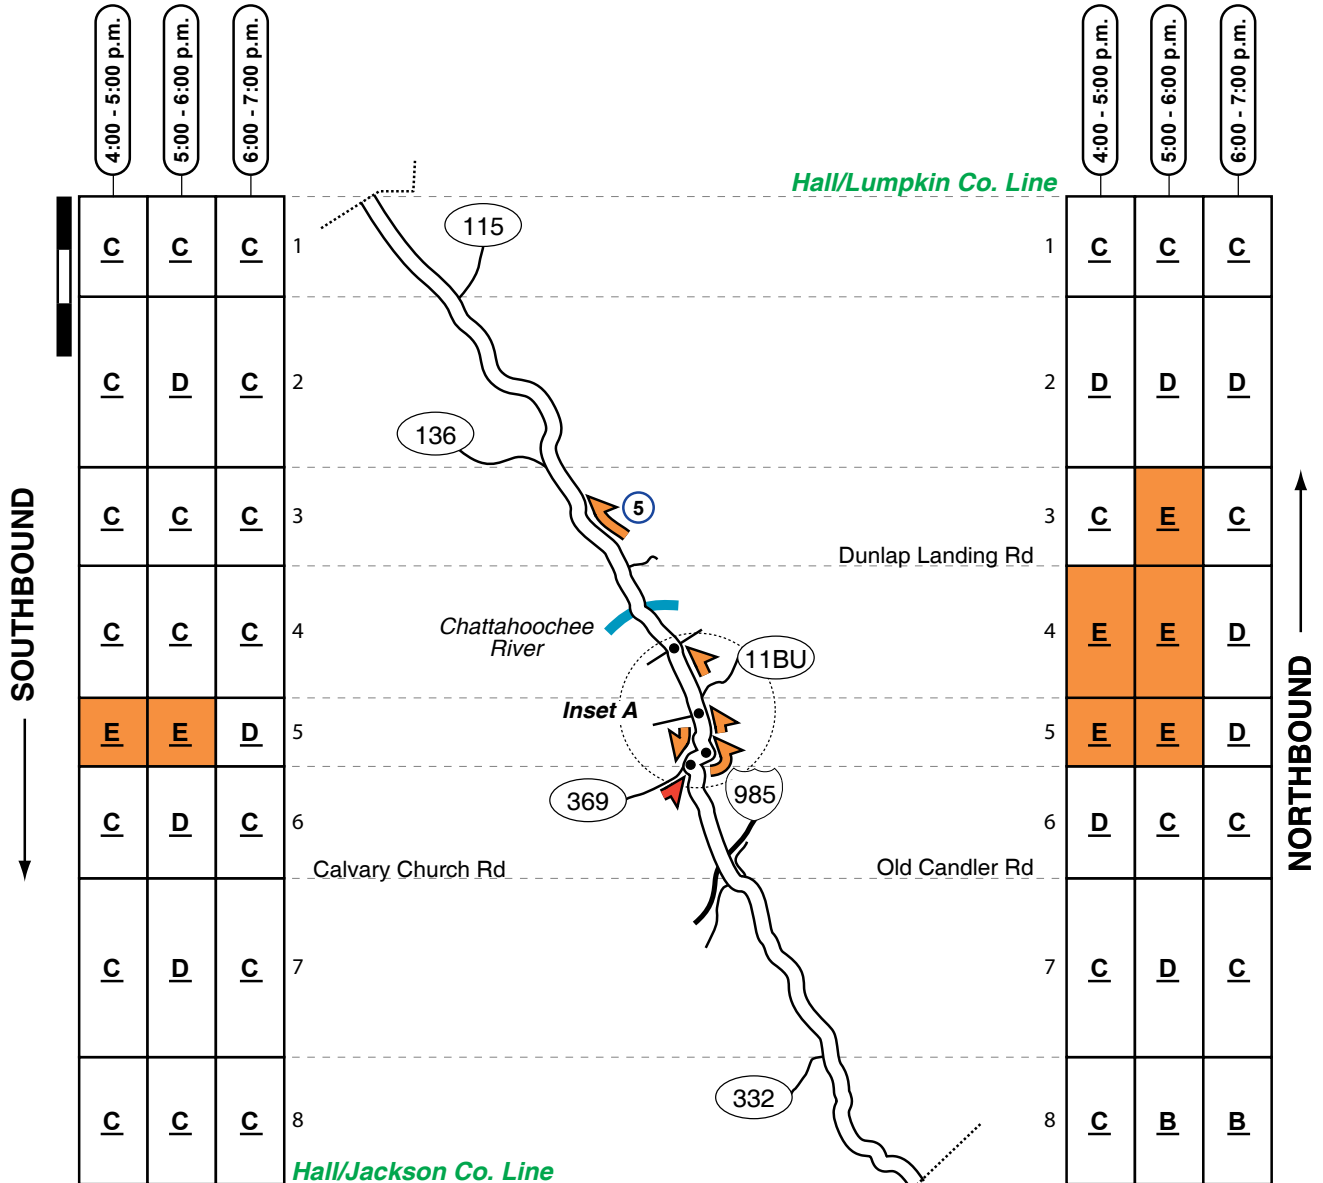 4:00 - 5:00 p.m. 5:00 - 6:00 p.m. 6:00 - 7:00 p.m. 4:00 - 5:00 p.m. 5:00 - 6:00 p.m. 6:00 - 7:00 p.m.
Hall/Lumpkin Co. Line
115
C C C 1 1 C C C
C D C 2 2 D D D
136
SOUTHBOUND
NORTHBOUND
5
C C C 3 3 C E C
Dunlap Landing Rd
Chattahoochee
River
C C C 4 4 E E D
11BU
Inset A
E E D 5 5 E E D
369
985
C D C 6 6 D C C
Calvary Church Rd
Old Candler Rd
C D C 7 7 C D C
332
C C C 8 8 C B B
Hall/Jackson Co. Line